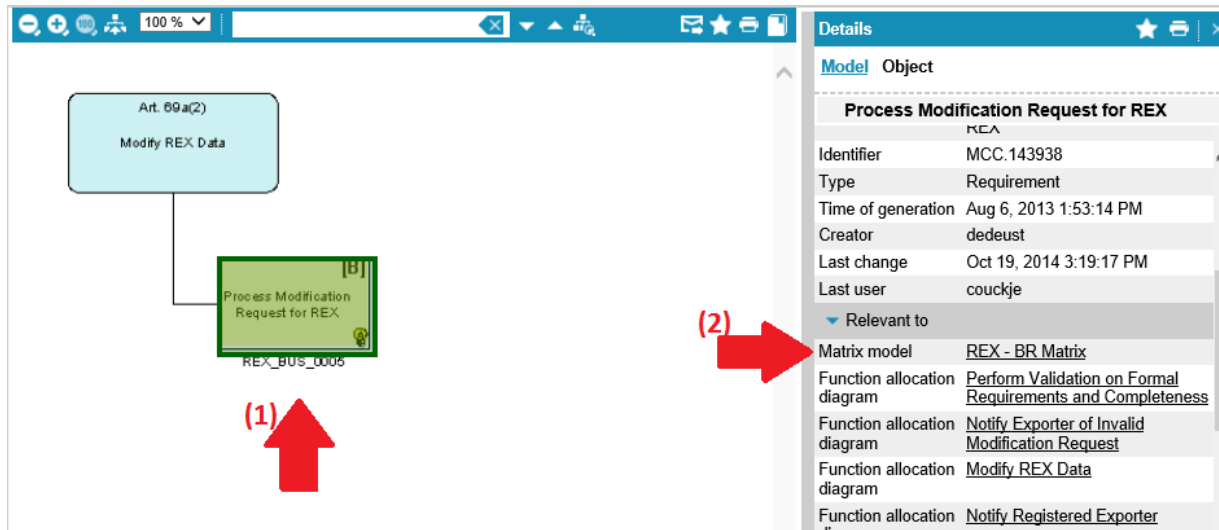 100 %
Art. 69a(2)
Modify REX Data
[B]
Process Modification
Request for REX
REX_BUS_0005
(1)
(2)
Details
Model Object
Process Modification Request for REX
REX
Identifier MCC.143938
Type Requirement
Time of generation Aug 6, 2013 1:53:14 PM
Creator dedeust
Last change Oct 19, 2014 3:19:17 PM
Last user couckje
Relevant to
Matrix model REX - BR Matrix
Function allocation diagram Perform Validation on Formal Requirements and Completeness
Function allocation diagram Notify Exporter of Invalid Modification Request
Function allocation diagram Modify REX Data
Function allocation Notify Registered Exporter